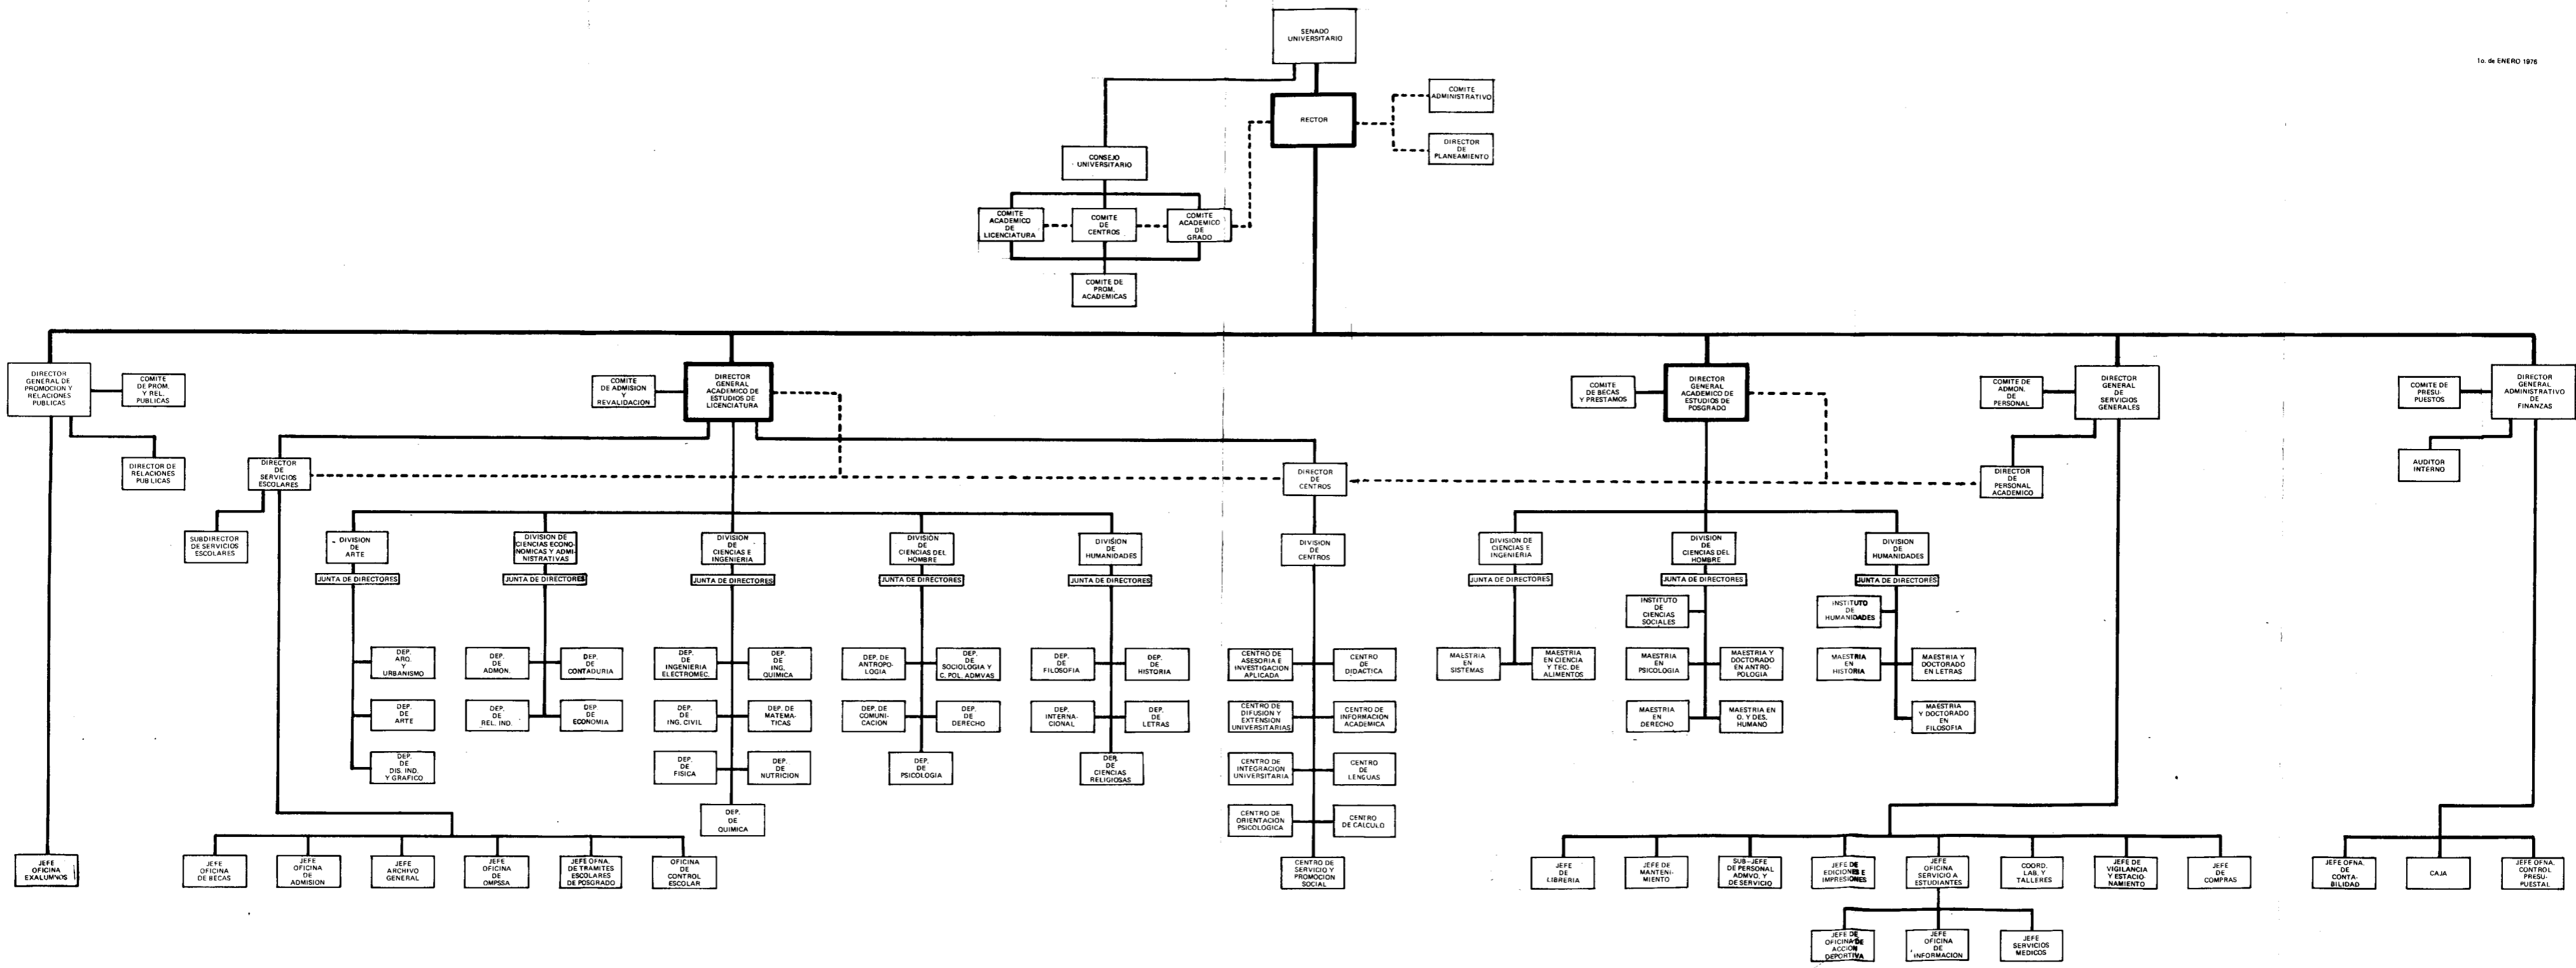 SENADO
UNIVERSITARIO
1o. de ENERO 1976
COMITE
ADMINISTRATIVO
RECTOR
DIRECTOR
DE
PLANEAMIENTO
CONSEJO
UNIVERSITARIO
COMITE
ACADEMICO
DE
LICENCIATURA
COMITE
DE
CENTROS
COMITE
ACADEMICO
DE
GRADO
COMITE DE
PROM.
ACADEMICAS
DIRECTOR
GENERAL DE
PROMOCION Y
RELACIONES
PUBLICAS
COMITE
DE PROM.
Y REL.
PUBLICAS
COMITE
DE ADMISION
Y
REVALIDACION
DIRECTOR
GENERAL
ACADEMICO DE
ESTUDIOS DE
LICENCIATURA
COMITE
DE BECAS
Y PRESTAMOS
DIRECTOR
GENERAL
ACADEMICO DE
ESTUDIOS DE
POSGRADO
COMITE DE
ADMON.
DE
PERSONAL
DIRECTOR
GENERAL
DE
SERVICIOS
GENERALES
COMITE DE
PRESU-
PUESTOS
DIRECTOR
GENERAL
ADMINISTRATIVO
DE
FINANZAS
DIRECTOR DE
RELACIONES
PUBLICAS
DIRECTOR
DE
SERVICIOS
ESCOLARES
DIRECTOR
DE
CENTROS
DIRECTOR
DE
PERSONAL
ACADEMICO
AUDITOR
INTERNO
SUBDIRECTOR
DE SERVICIOS
ESCOLARES
DIVISION
DE
ARTE
DIVISION DE
CIENCIAS ECONO-
NOMICAS Y ADMI-
NISTRATIVAS
DIVISION
DE
CIENCIAS E
INGENIERIA
DIVISION
DE
CIENCIAS DEL
HOMBRE
DIVISION
DE
HUMANIDADES
DIVISION
DE
CENTROS
DIVISION DE
CIENCIAS E
INGENIERIA
DIVISION
DE
CIENCIAS DEL
HOMBRE
DIVISION
DE
HUMANIDADES
JUNTA DE DIRECTORES
JUNTA DE DIRECTORES
JUNTA DE DIRECTORES
JUNTA DE DIRECTORES
JUNTA DE DIRECTORES
JUNTA DE DIRECTORES
JUNTA DE DIRECTORES
JUNTA DE DIRECTORES
INSTITUTO
DE
CIENCIAS
SOCIALES
INSTITUTO
DE
HUMANIDADES
DEP.
ARQ.
Y
URBANISMO
DEP.
DE
ADMON.
DEP.
DE
CONTADURIA
DEP.
DE
INGENIERIA
ELECTROMEC.
DEP.
DE
ING.
QUIMICA
DEP. DE
ANTROPO-
LOGIA
DEP.
DE
SOCIOLOGIA Y
C. POL. ADMVAS
DEP.
DE
FILOSOFIA
DEP.
DE
HISTORIA
CENTRO DE
ASESORIA E
INVESTIGACION
APLICADA
CENTRO
DE
DIDACTICA
MAESTRIA
EN
SISTEMAS
MAESTRIA
EN CIENCIA
Y TEC. DE
ALIMENTOS
MAESTRIA
EN
PSICOLOGIA
MAESTRIA Y
DOCTORADO
EN ANTRO-
POLOGIA
MAESTRIA
EN
HISTORIA
MAESTRIA Y
DOCTORADO
EN LETRAS
DEP.
DE
ARTE
DEP.
DE
REL. IND.
DEP.
DE
ECONOMIA
DEP.
DE
ING. CIVIL
DEP.
DE
MATEMA-
TICAS
DEP. DE
COMUNI-
CACION
DEP.
DE
DERECHO
DEP.
INTERNA-
CIONAL
DEP.
DE
LETRAS
CENTRO DE
DIFUSION Y
EXTENSION
UNIVERSITARIAS
CENTRO DE
INFORMACION
ACADEMICA
MAESTRIA
EN
DERECHO
MAESTRIA EN
O. Y DES.
HUMANO
MAESTRIA
Y DOCTORADO
EN
FILOSOFIA
DEP.
DE
DIS. IND.
Y GRAFICO
DEP.
DE
FISICA
DEP.
DE
NUTRICION
DEP.
DE
PSICOLOGIA
DEP.
DE
CIENCIAS
RELIGIOSAS
CENTRO DE
INTEGRACION
UNIVERSITARIA
CENTRO
DE
LENGUAS
DEP.
DE
QUIMICA
CENTRO DE
ORIENTACION
PSICOLOGICA
CENTRO
DE CALCULO
JEFE
OFICINA
EXALUMNOS
JEFE
OFICINA
DE BECAS
JEFE
OFICINA
DE
ADMISION
JEFE
ARCHIVO
GENERAL
JEFE
OFICINA
DE
OMPSSA
JEFE OFNA.
DE TRAMITES
ESCOLARES
DE POSGRADO
OFICINA
DE
CONTROL
ESCOLAR
CENTRO DE
SERVICIO Y
PROMOCION
SOCIAL
JEFE
DE
LIBRERIA
JEFE DE
MANTENI-
MIENTO
SUB-JEFE
DE PERSONAL
ADMVO. Y
DE SERVICIO
JEFE DE
EDICIONES E
IMPRESIONES
JEFE
OFICINA
SERVICIO A
ESTUDIANTES
COORD.
LAB. Y
TALLERES
JEFE DE
VIGILANCIA
Y ESTACIO-
NAMIENTO
JEFE
DE
COMPRAS
JEFE OFNA.
DE
CONTA-
BILIDAD
CAJA
JEFE OFNA.
CONTROL
PRESU-
PUESTAL
JEFE DE
OFICINA DE
ACCION
DEPORTIVA
JEFE
OFICINA
DE
INFORMACION
JEFE
SERVICIOS
MEDICOS